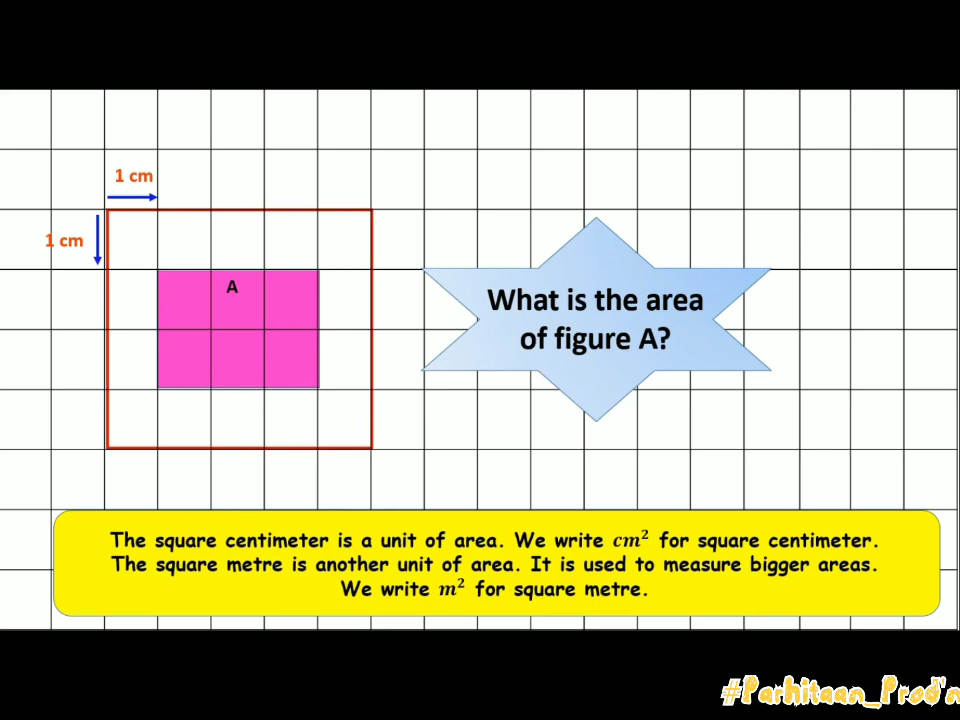 1 cm
1 cm
A
What is the area
of figure A?
The square centimeter is a unit of area. We write cm² for square centimeter.
The square metre is another unit of area. It is used to measure bigger areas.
We write m² for square metre.
#Parhitaan_Prod'n